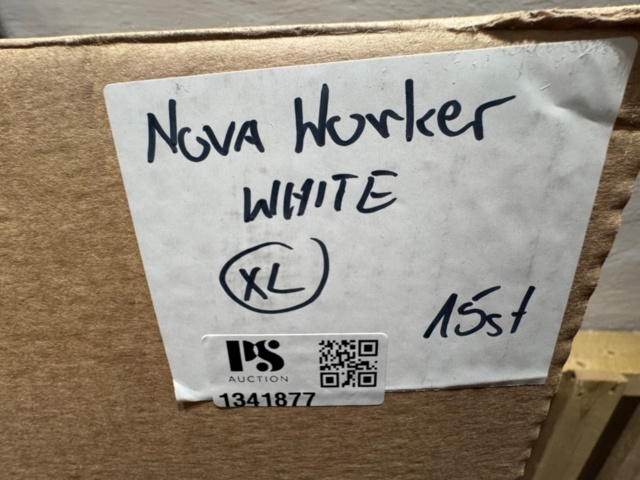 NOVA Worker
WHITE
XL
15st
PS
AUCTION
1341877